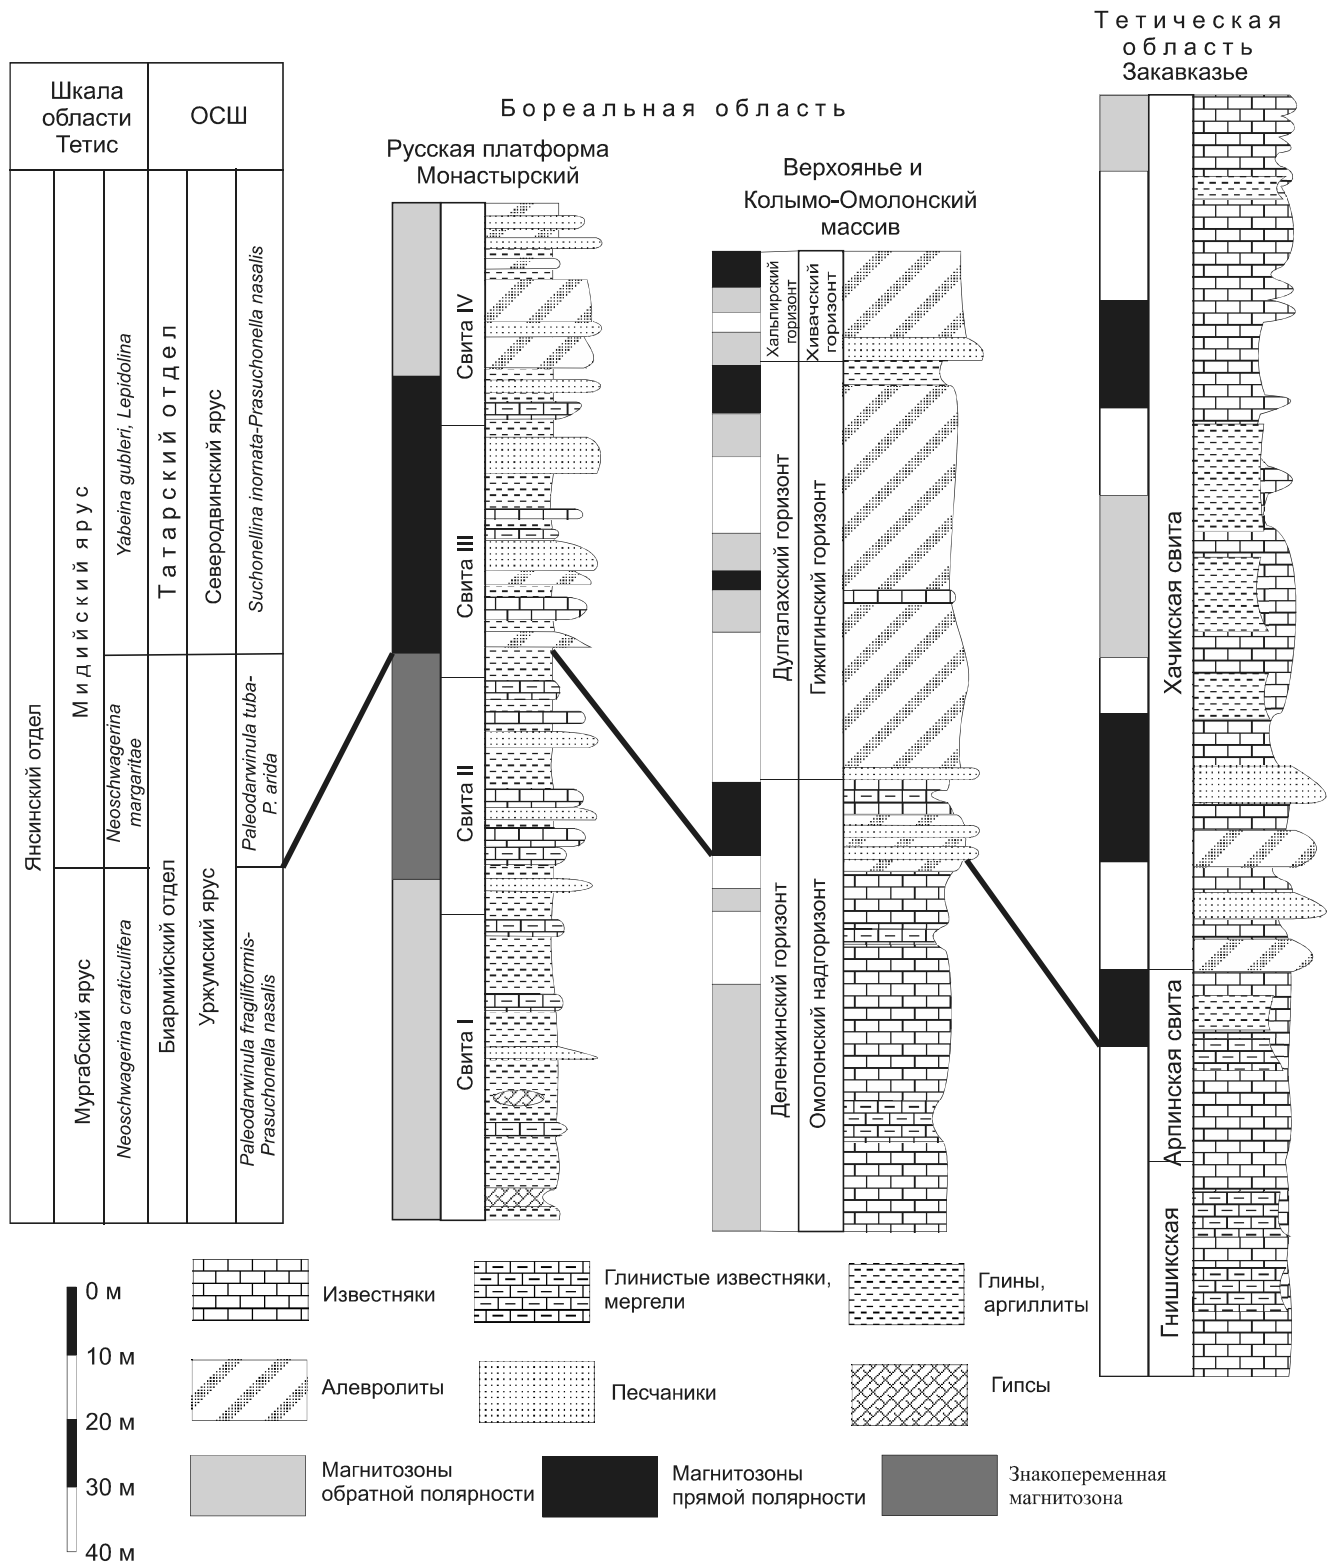 Тетическая
область
Закавказье
Бореальная область
Шкала
области
Тетис
ОСШ
Русская платформа
Монастырский
Верхоянье и
Колымо-Омолонский
массив
Янсинский отдел
Мидийский ярус
Мургабский ярус
Yabeina gubleri, Lepidolina
Neoschwagerina
margaritae
Neoschwagerina craticulifera
Татарский отдел
Биармийский отдел
Северодвинский ярус
Уржумский ярус
Suchonellina inornata-Prasuchonella nasalis
Paleodarwinula tuba-
P. arida
Paleodarwinula fragiliformis-
Prasuchonella nasalis
Свита IV
Свита III
Свита II
Свита I
Хальпирский
горизонт
Хивачский
горизонт
Дулгалахский горизонт
Гижигинский горизонт
Деленжинский горизонт
Омолонский надгоризонт
Хачикская свита
Арпинская свита
Гнишикская
0 м
10 м
20 м
30 м
40 м
Известняки
Глинистые известняки,
мергели
Глины,
аргиллиты
Алевролиты
Песчаники
Гипсы
Магнитозоны
обратной полярности
Магнитозоны
прямой полярности
Знакопеременная
магнитозона